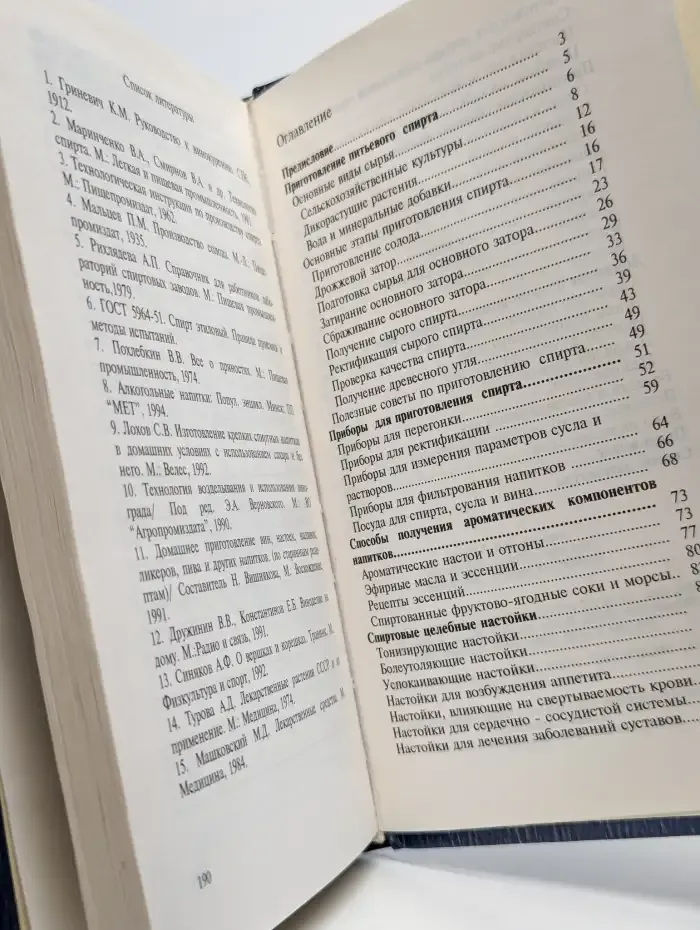 Список литературы
1. Гриневич К.М. Руководство к винокурению. СПб,
1912.
2. Маринченко В.А., Смирнов В.А. и др. Технология
спирта. М.: Легкая и пищевая промышленность, 1981.
3. Технологическая инструкция по производству спирта.
М.: Пищепромиздат, 1962.
4. Мальцев П.М. Производство солода. М.-Л.: Пище-
промиздат, 1935.
5. Рихлядева А.П. Справочник для работников лабо-
раторий спиртовых заводов. М.: Пищевая промышлен-
ность, 1979.
6. ГОСТ 5964-51. Спирт этиловый. Правила приемки и
методы испытаний.
7. Похлебкин В.В. Все о пряностях. М.: Пищевая
промышленность, 1974.
8. Алкогольные напитки: Попул. энцикл. Минск: ПП
"МЕТ", 1994.
9. Лохов С.В. Изготовление крепких спиртных напитков
в домашних условиях с использованием сахара и без
него. М.: Велес, 1992.
10. Технология возделывания и использования вино-
града/ Под ред. Э.А. Верновского. М.: ВО
"Агропромиздата", 1990.
11. Домашнее приготовление вин, настоек, наливок,
ликеров, пива и других напитков. (по старинным рецеп-
там)/ Составитель Н. Вишнякова, М.: Восхождение,
1991.
12. Дружинин В.В., Константинов Е.Б. Виноделие на
дому. М.:Радио и связь, 1991.
13. Синяков А.Ф. О вершках и корешках. Травник. М.:
Физкультура и спорт, 1992.
14. Турова А.Д. Лекарственные растения СССР и их
применение. М.: Медицина, 1974.
15. Машковский М.Д. Лекарственные средства. М.:
Медицина, 1984.
190
Оглавление
Предисловие 3
Приготовление питьевого спирта 5
Основные виды сырья 6
Сельскохозяйственные культуры 8
Дикорастущие растения 12
Вода и минеральные добавки 16
Основные этапы приготовления спирта 16
Приготовление солода 17
Дрожжевой затор 23
Подготовка сырья для основного затора 26
Затирание основного затора 29
Сбраживание основного затора 33
Получение сырого спирта 36
Ректификация сырого спирта 39
Проверка качества спирта 43
Получение древесного угля 49
Полезные советы по приготовлению спирта 49
Приборы для приготовления спирта 51
Приборы для перегонки 52
Приборы для ректификации 59
Приборы для измерения параметров сусла и
растворов 64
Приборы для фильтрования напитков 66
Посуда для спирта, сусла и вина 68
Способы получения ароматических компонентов
напитков 73
Ароматические настои и отгоны 73
Эфирные масла и эссенции 77
Рецепты эссенций
Спиртованные фруктово-ягодные соки и морсы
Спиртовые целебные настойки
Тонизирующие настойки
Болеутоляющие настойки
Успокаивающие настойки
Настойки для возбуждения аппетита
Настойки, влияющие на свертываемость крови
Настойки для сердечно - сосудистой системы
Настойки для лечения заболеваний суставов